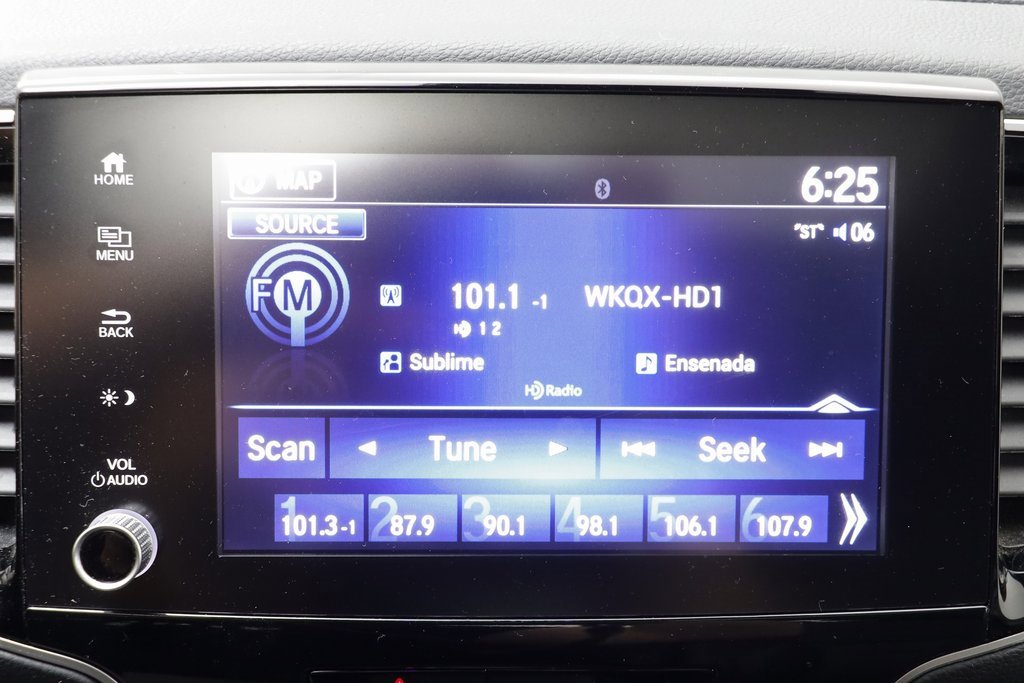 HOME
MENU
BACK
VOL
AUDIO
MAP
6:25
SOURCE
"ST" 06
FM
101.1 -1 WKQX-HD1
1 2
Sublime Ensenada
HD Radio
Scan Tune Seek
1 101.3-1 2 87.9 3 90.1 4 98.1 5 106.1 6 107.9